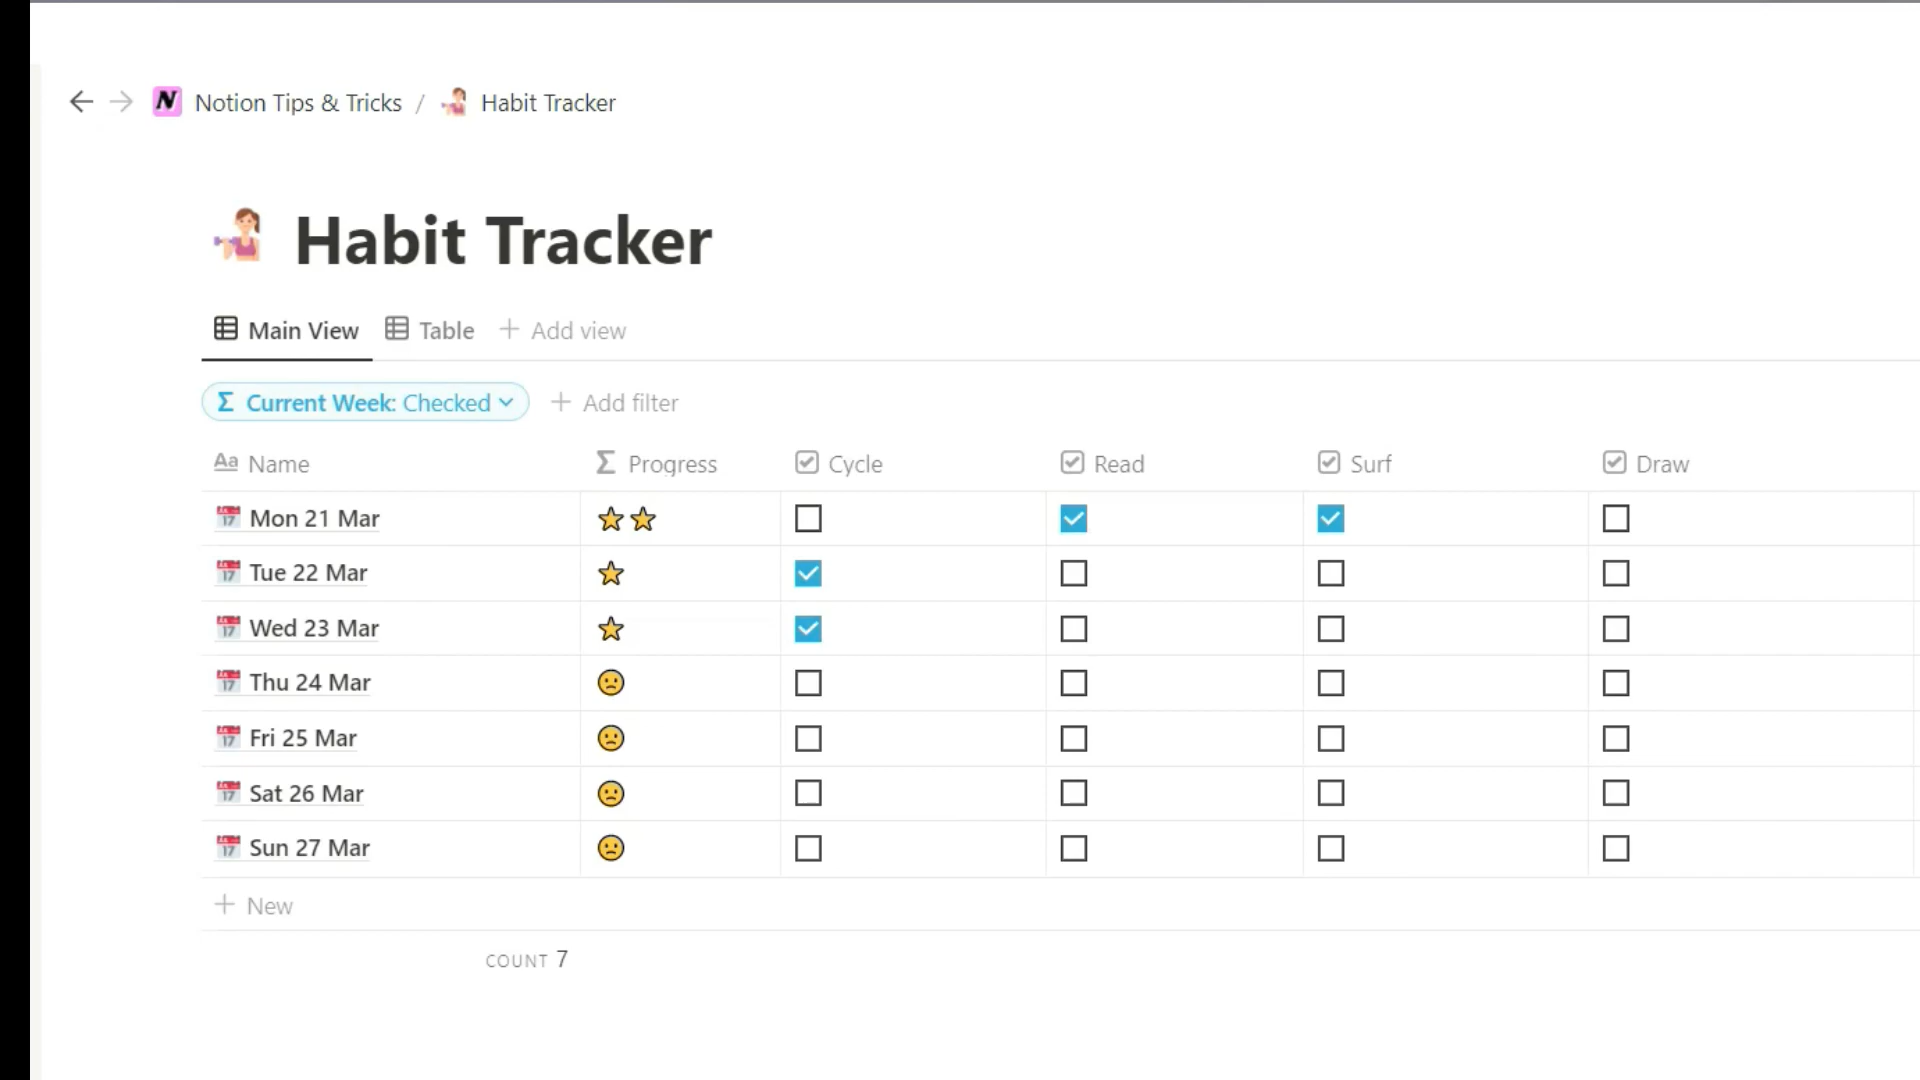 Notion Tips & Tricks / Habit Tracker
Habit Tracker
Main View Table + Add view
Σ Current Week: Checked + Add filter
Aa Name Σ Progress Cycle Read Surf Draw
Mon 21 Mar
Tue 22 Mar
Wed 23 Mar
Thu 24 Mar
Fri 25 Mar
Sat 26 Mar
Sun 27 Mar
+ New
COUNT 7